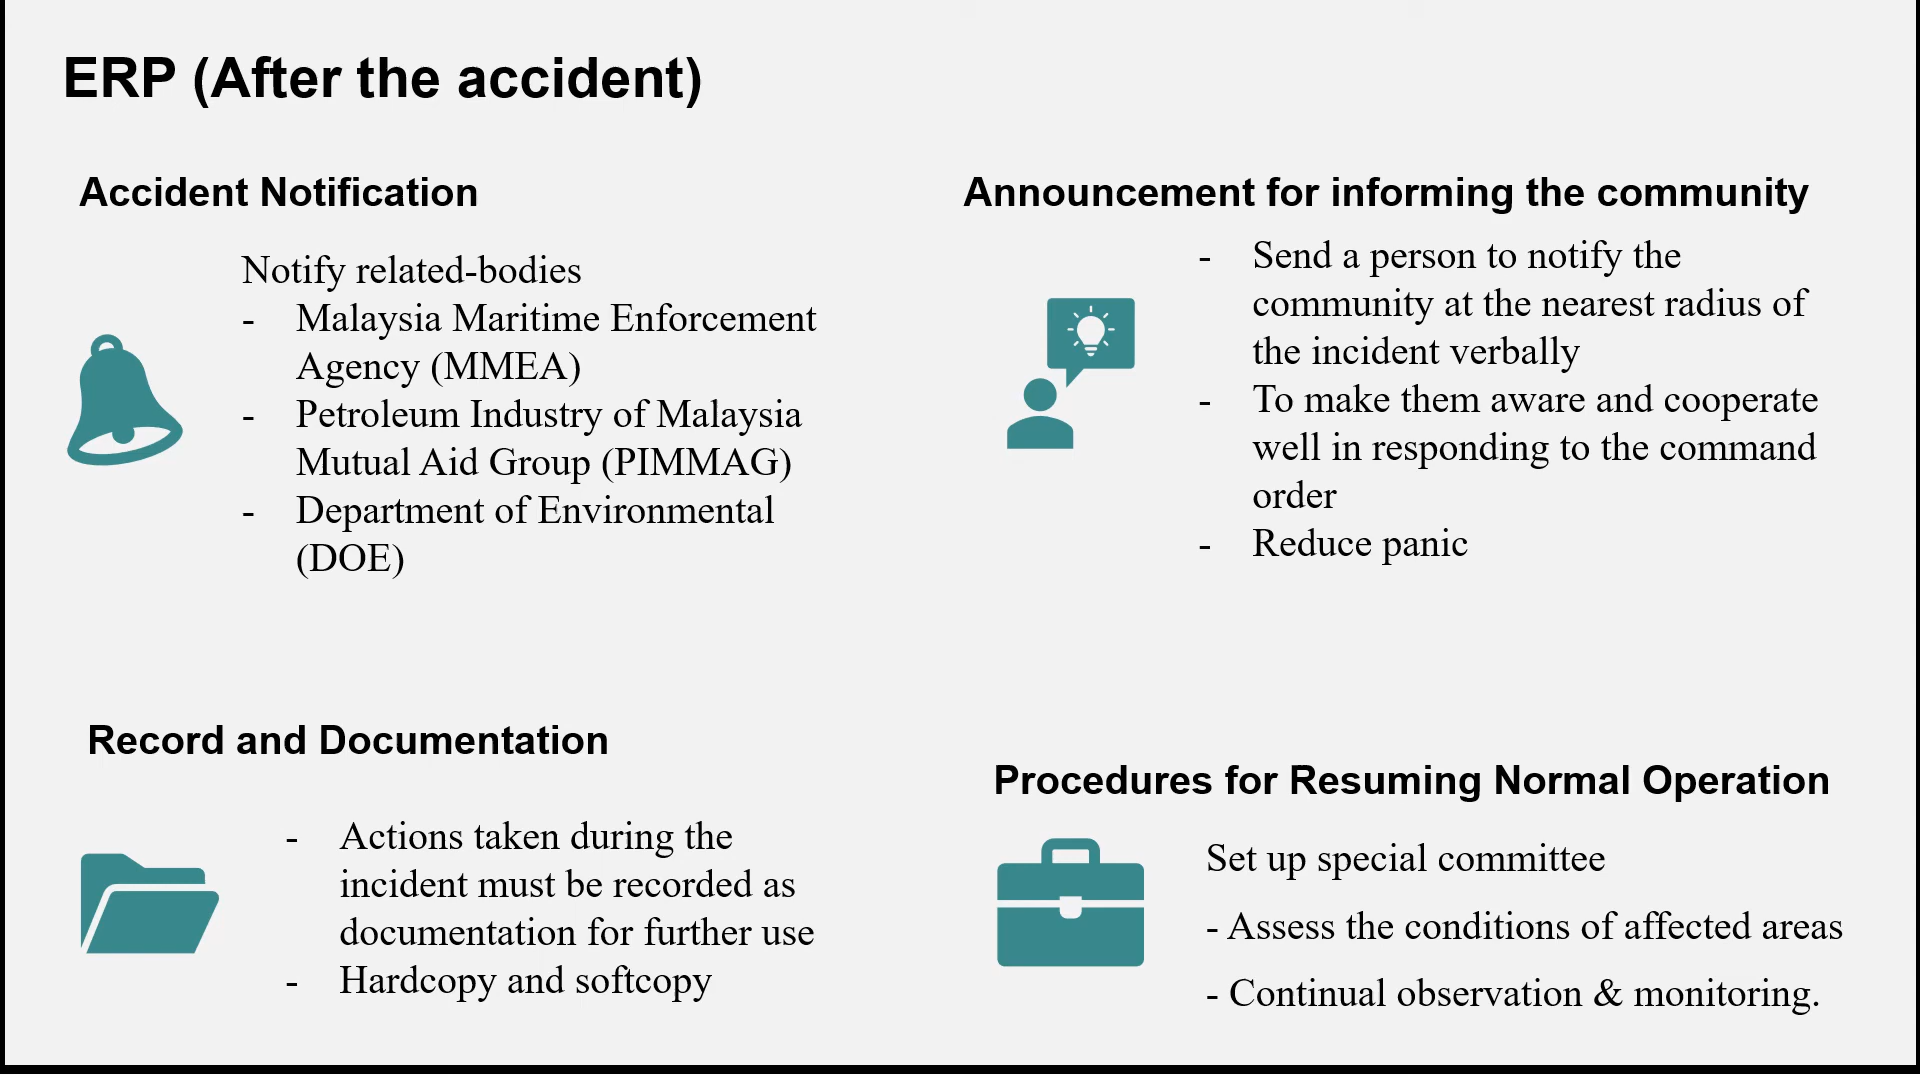 ERP (After the accident)
Accident Notification
Notify related-bodies
- Malaysia Maritime Enforcement
Agency (MMEA)
- Petroleum Industry of Malaysia
Mutual Aid Group (PIMMAG)
- Department of Environmental
(DOE)
Announcement for informing the community
- Send a person to notify the
community at the nearest radius of
the incident verbally
- To make them aware and cooperate
well in responding to the command
order
- Reduce panic
Record and Documentation
- Actions taken during the
incident must be recorded as
documentation for further use
- Hardcopy and softcopy
Procedures for Resuming Normal Operation
Set up special committee
- Assess the conditions of affected areas
- Continual observation & monitoring.